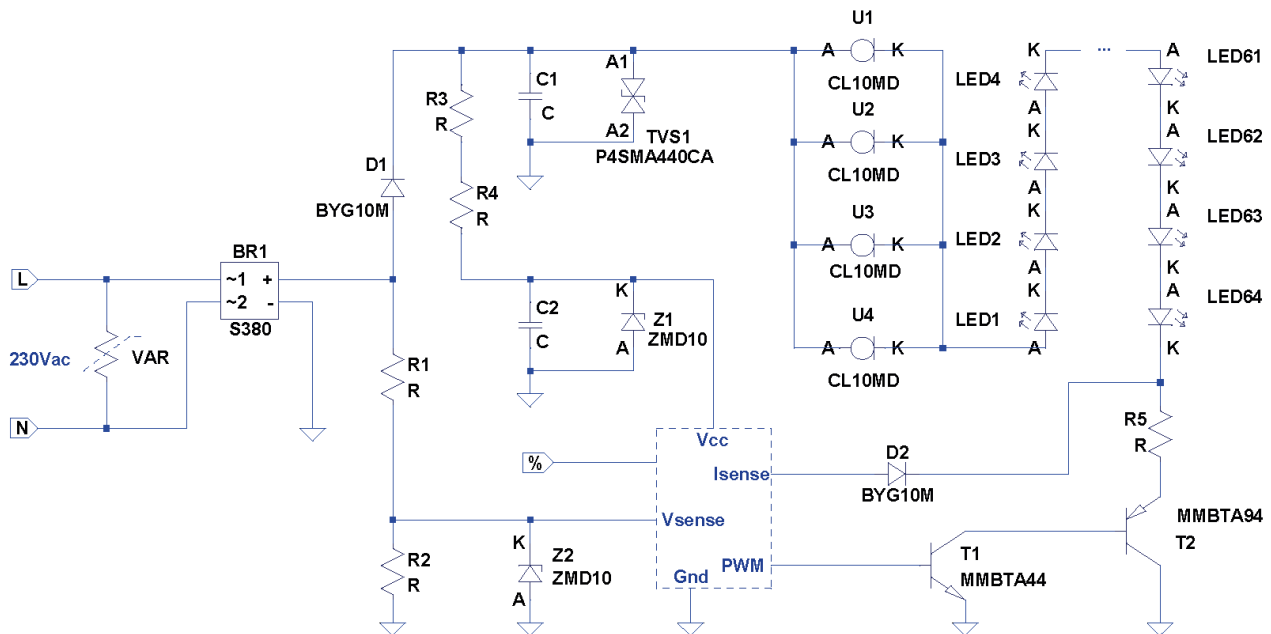 U1
A K
CL10MD
U2
A K
CL10MD
U3
A K
CL10MD
U4
A K
CL10MD
K
LED4
A
K
LED3
A
K
LED2
A
K
LED1
A
...
A
LED61
K
A
LED62
K
A
LED63
K
A
LED64
K
C1
C
A1
A2
TVS1
P4SMA440CA
R3
R
R4
R
D1
BYG10M
L
BR1
~1 +
~2 -
S380
230Vac
VAR
N
C2
C
K
Z1
ZMD10
A
R1
R
R2
R
%
Vcc
Isense
Vsense
PWM
Gnd
K
Z2
ZMD10
A
D2
BYG10M
R5
R
MMBTA94
T2
T1
MMBTA44